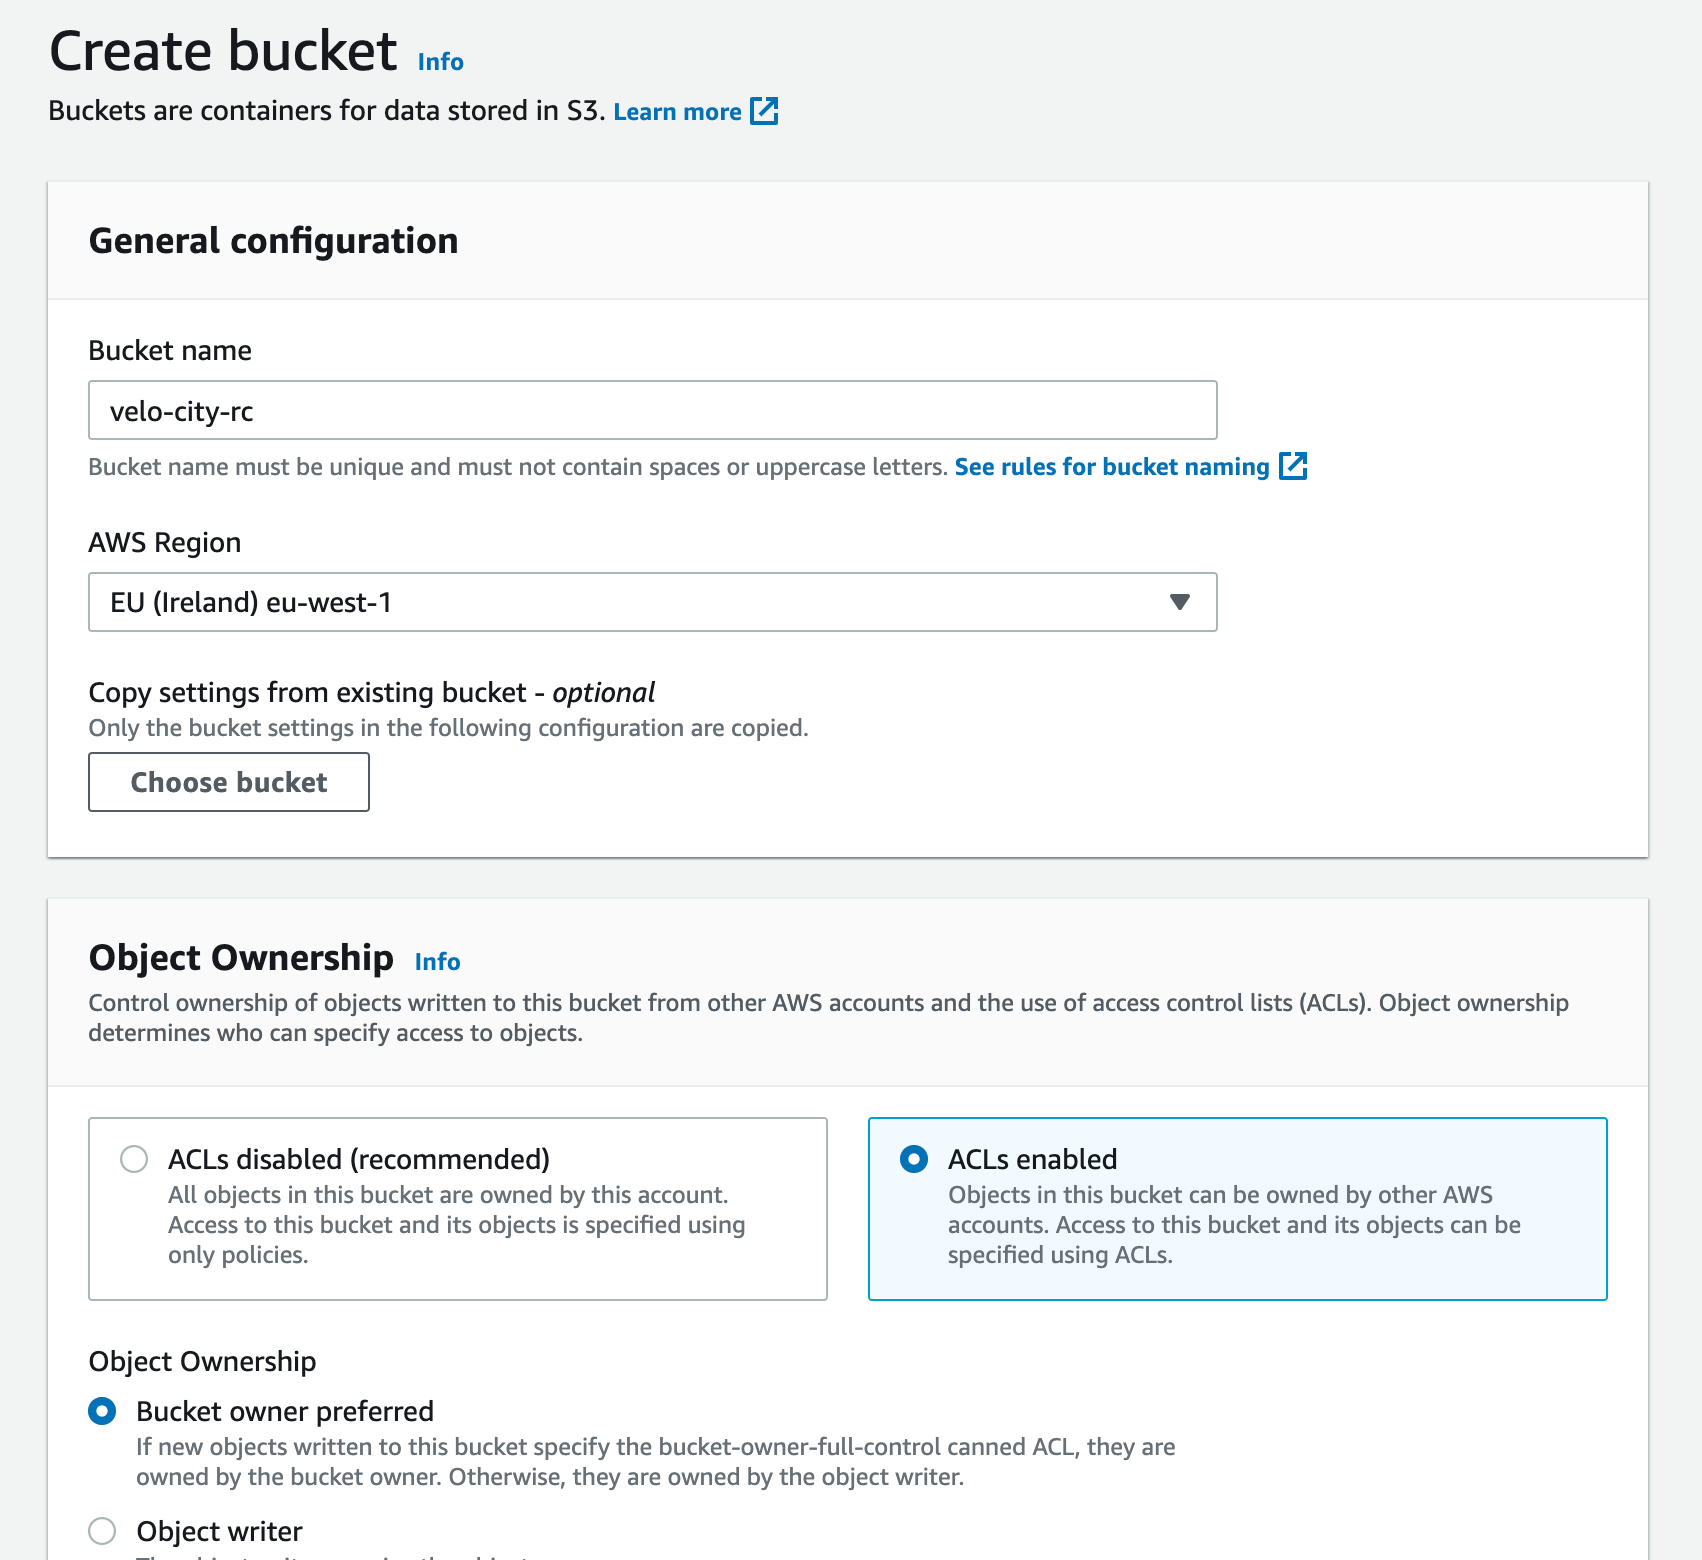 Create bucket Info
Buckets are containers for data stored in S3. Learn more
General configuration
Bucket name
velo-city-rc
Bucket name must be unique and must not contain spaces or uppercase letters. See rules for bucket naming
AWS Region
EU (Ireland) eu-west-1
Copy settings from existing bucket - optional
Only the bucket settings in the following configuration are copied.
Choose bucket
Object Ownership Info
Control ownership of objects written to this bucket from other AWS accounts and the use of access control lists (ACLs). Object ownership
determines who can specify access to objects.
ACLs disabled (recommended)
All objects in this bucket are owned by this account.
Access to this bucket and its objects is specified using
only policies.
ACLs enabled
Objects in this bucket can be owned by other AWS
accounts. Access to this bucket and its objects can be
specified using ACLs.
Object Ownership
Bucket owner preferred
If new objects written to this bucket specify the bucket-owner-full-control canned ACL, they are
owned by the bucket owner. Otherwise, they are owned by the object writer.
Object writer